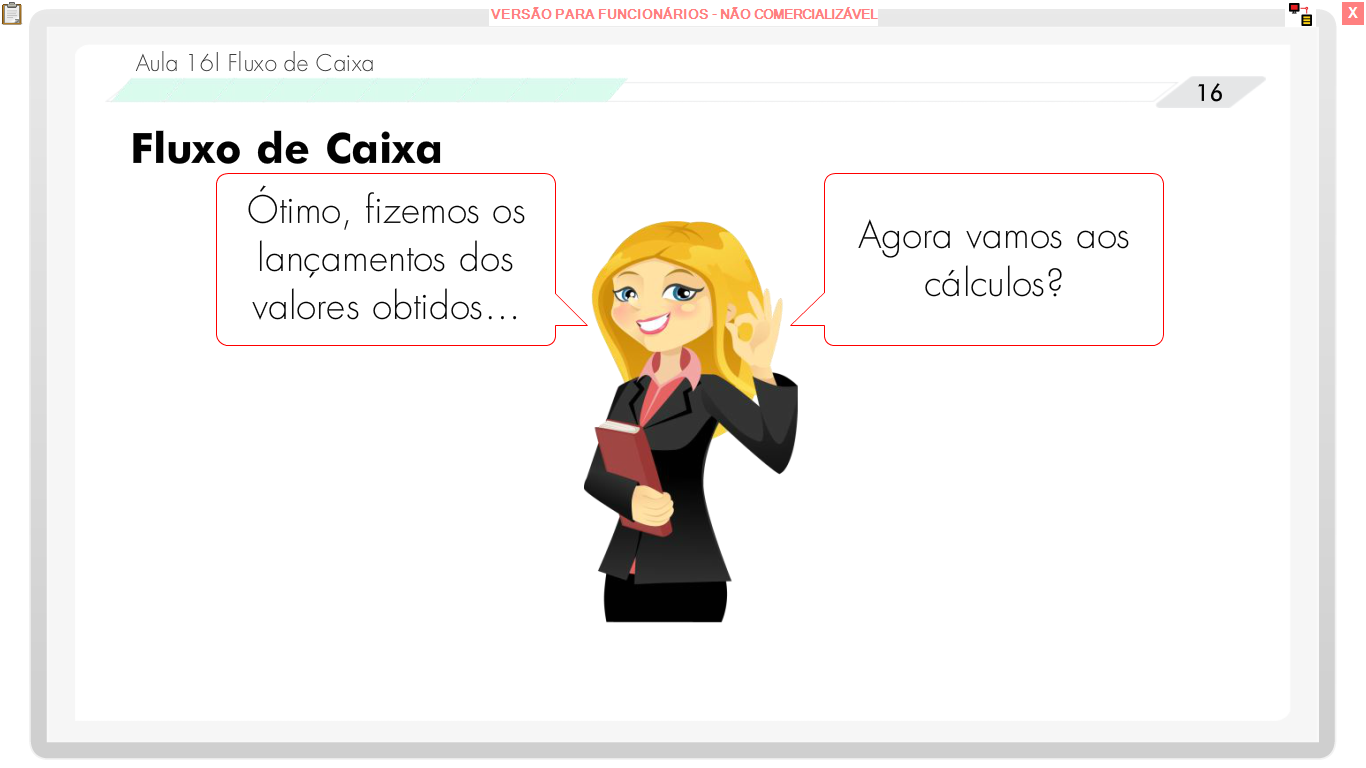 VERSÃO PARA FUNCIONÁRIOS - NÃO COMERCIALIZÁVEL
X
Aula 16l Fluxo de Caixa
16
Fluxo de Caixa
Ótimo, fizemos os
lançamentos dos
valores obtidos...
Agora vamos aos
cálculos?